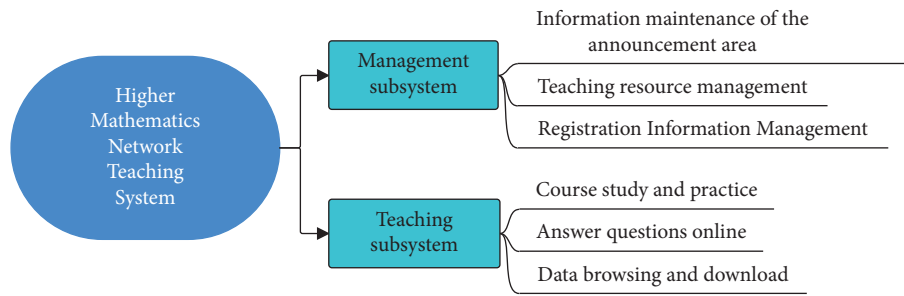 Higher
Mathematics
Network
Teaching
System
Management
subsystem
Information maintenance of the
announcement area
Teaching resource management
Registration Information Management
Teaching
subsystem
Course study and practice
Answer questions online
Data browsing and download